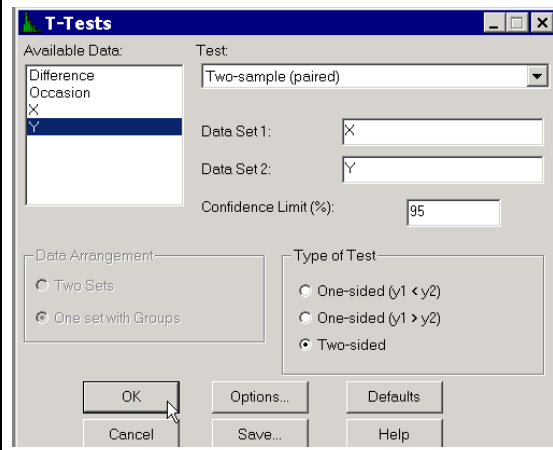 T-Tests
Available Data:
Test:
Difference
Occasion
X
Y
Two-sample (paired)
Data Set 1:
X
Data Set 2:
Y
Confidence Limit (%):
95
Data Arrangement
Two Sets
One set with Groups
Type of Test
One-sided (y1 < y2)
One-sided (y1 > y2)
Two-sided
OK
Options...
Defaults
Cancel
Save...
Help